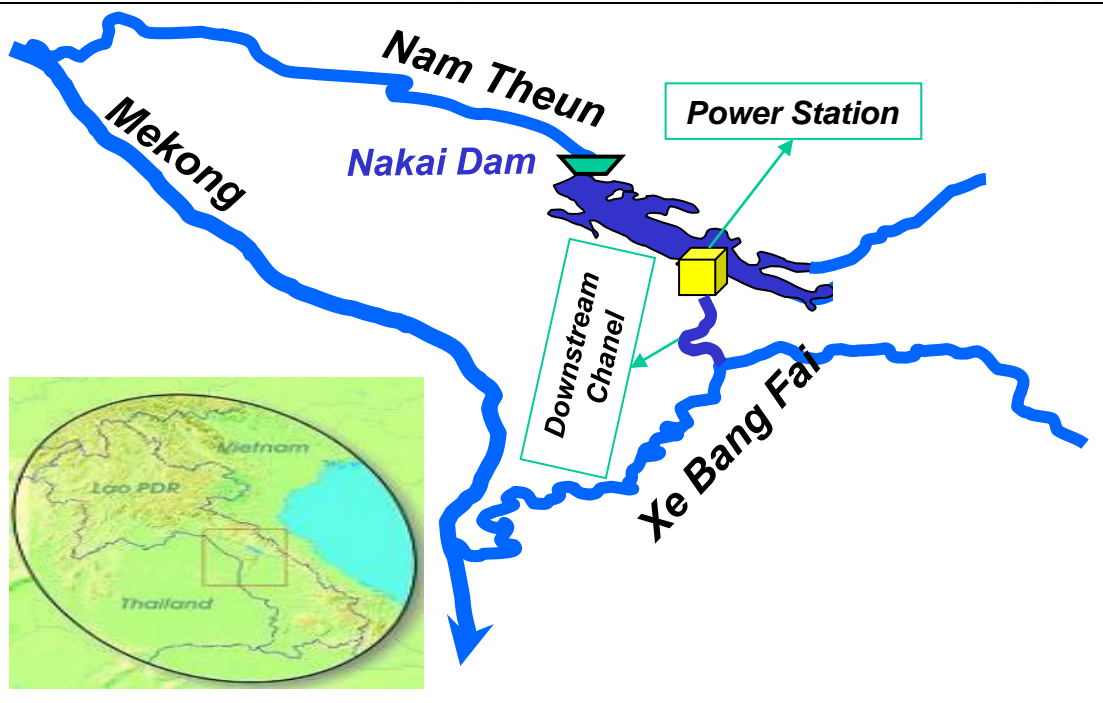 Nam Theun
Mekong
Power Station
Nakai Dam
Downstream
Chanel
Xe Bang Fai
Vietnam
Lao PDR
Thailand